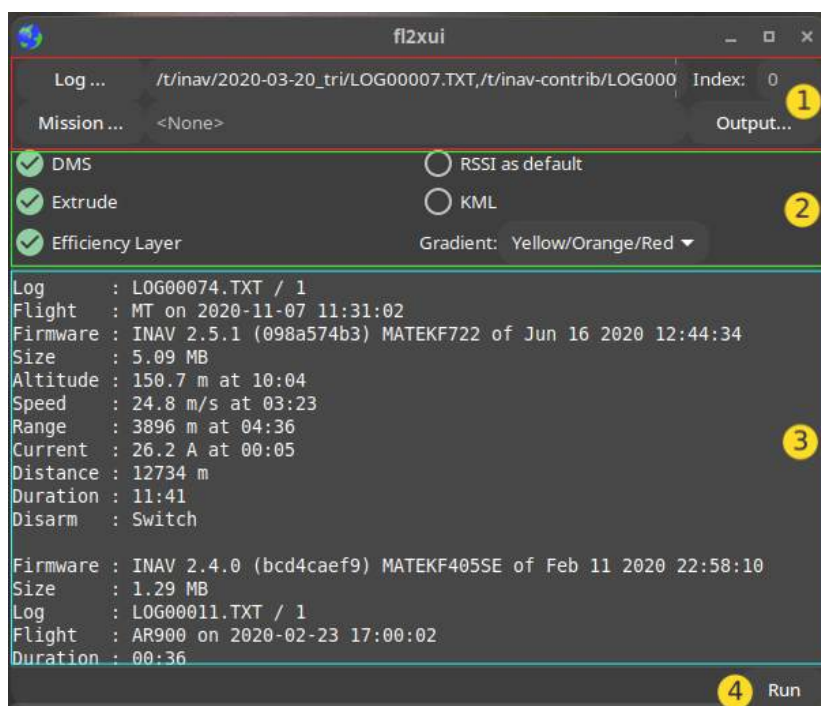 fl2xui
Log ... /t/inav/2020-03-20_tri/LOG00007.TXT,/t/inav-contrib/LOG000 Index: 0
1
Mission ... <None> Output...
DMS RSSI as default
Extrude KML
2
Efficiency Layer Gradient: Yellow/Orange/Red
Log : LOG00074.TXT / 1
Flight : MT on 2020-11-07 11:31:02
Firmware : INAV 2.5.1 (098a574b3) MATEKF722 of Jun 16 2020 12:44:34
Size : 5.09 MB
Altitude : 150.7 m at 10:04
Speed : 24.8 m/s at 03:23
Range : 3896 m at 04:36
Current : 26.2 A at 00:05
3
Distance : 12734 m
Duration : 11:41
Disarm : Switch
Firmware : INAV 2.4.0 (bcd4caef9) MATEKF405SE of Feb 11 2020 22:58:10
Size : 1.29 MB
Log : LOG00011.TXT / 1
Flight : AR900 on 2020-02-23 17:00:02
Duration : 00:36
4 Run